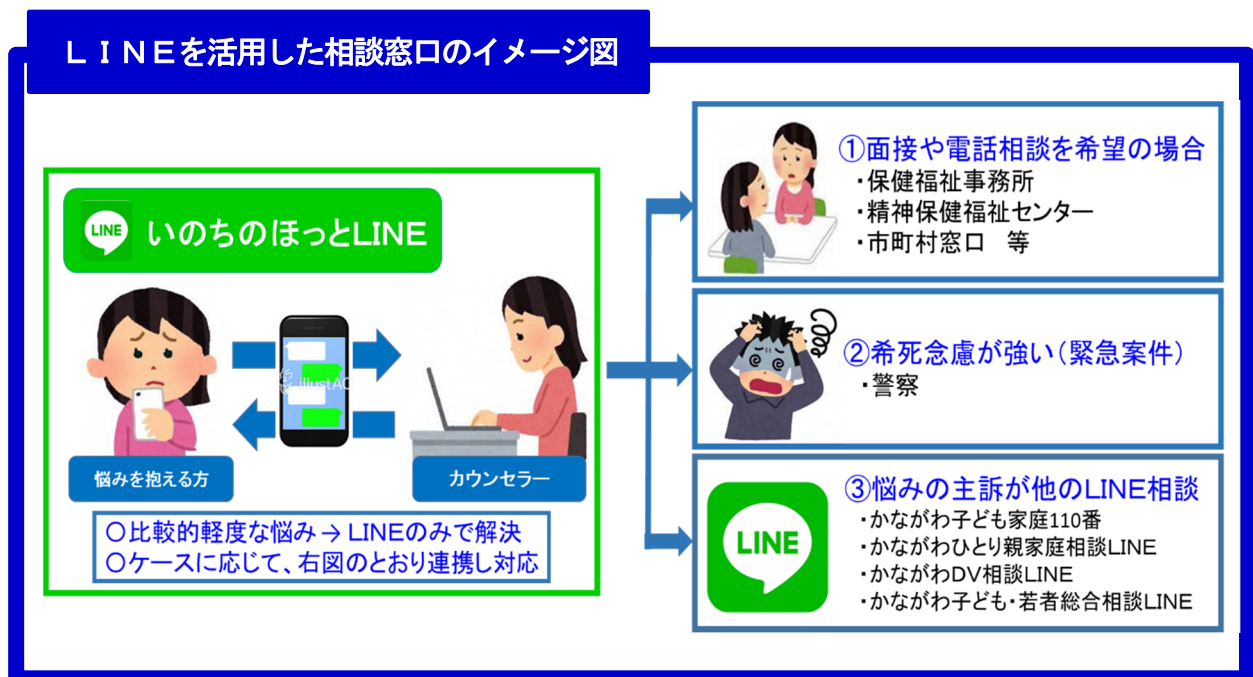 ＬＩＮＥを活用した相談窓口のイメージ図
LINE
いのちのほっとLINE
illustAC
悩みを抱える方
カウンセラー
○比較的軽度な悩み→LINEのみで解決
○ケースに応じて、右図のとおり連携し対応
①面接や電話相談を希望の場合
・保健福祉事務所
・精神保健福祉センター
・市町村窓口　等
②希死念慮が強い（緊急案件）
・警察
LINE
③悩みの主訴が他のLINE相談
・かながわ子ども家庭110番
・かながわひとり親家庭相談LINE
・かながわDV相談LINE
・かながわ子ども・若者総合相談LINE